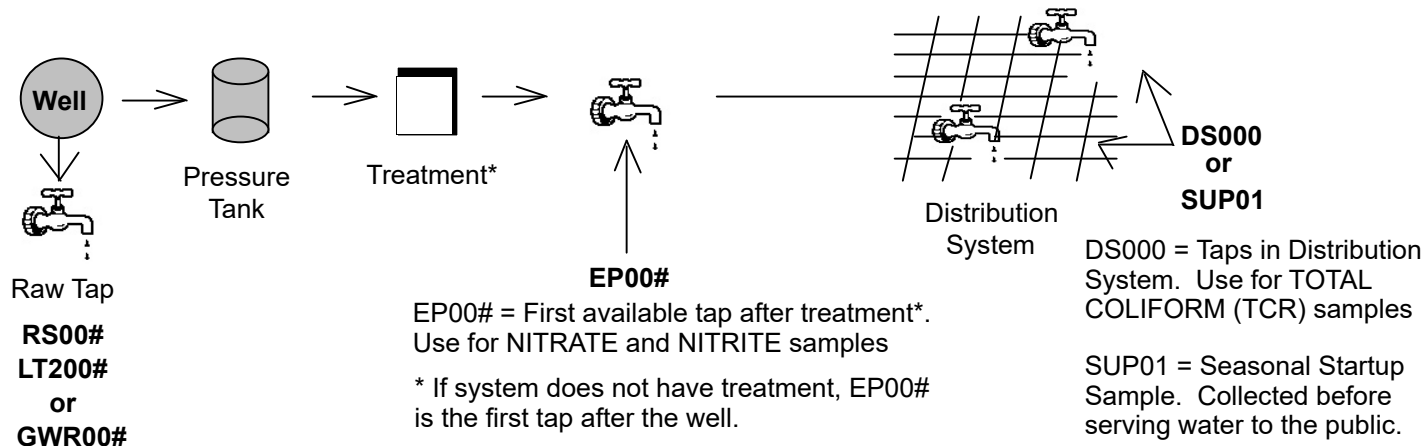 Well
Pressure
Tank
Treatment*
Raw Tap
RS00#
LT200#
or
GWR00#
EP00#
EP00# = First available tap after treatment*.
Use for NITRATE and NITRITE samples
* If system does not have treatment, EP00#
is the first tap after the well.
Distribution
System
DS000
or
SUP01
DS000 = Taps in Distribution
System. Use for TOTAL
COLIFORM (TCR) samples
SUP01 = Seasonal Startup
Sample. Collected before
serving water to the public.